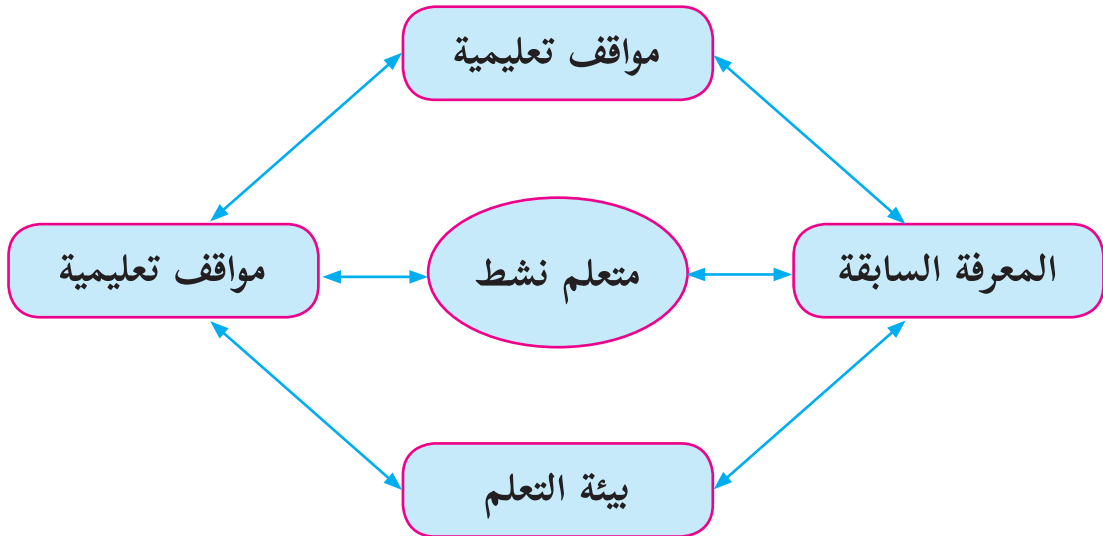 مواقف تعليمية
المعرفة السابقة
متعلم نشط
مواقف تعليمية
بيئة التعلم